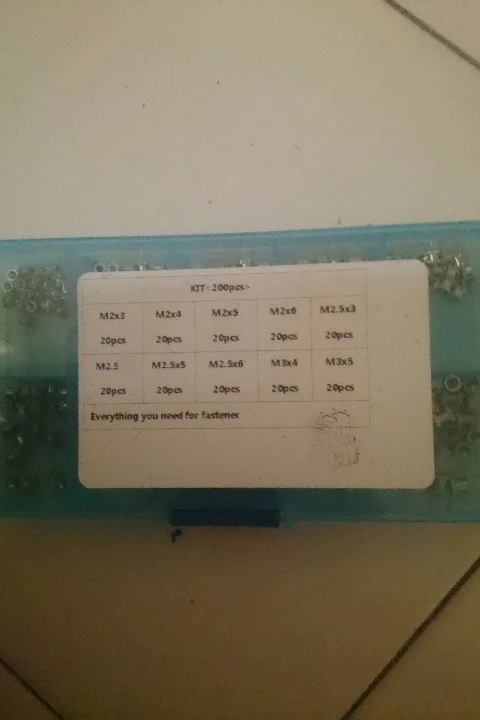 KIT<200pcs>
M2x3 M2x4 M2x5 M2x6 M2.5x3
20pcs 20pcs 20pcs 20pcs 20pcs
M2.5 M2.5x5 M2.5x6 M3x4 M3x5
20pcs 20pcs 20pcs 20pcs 20pcs
Everything you need for fastener